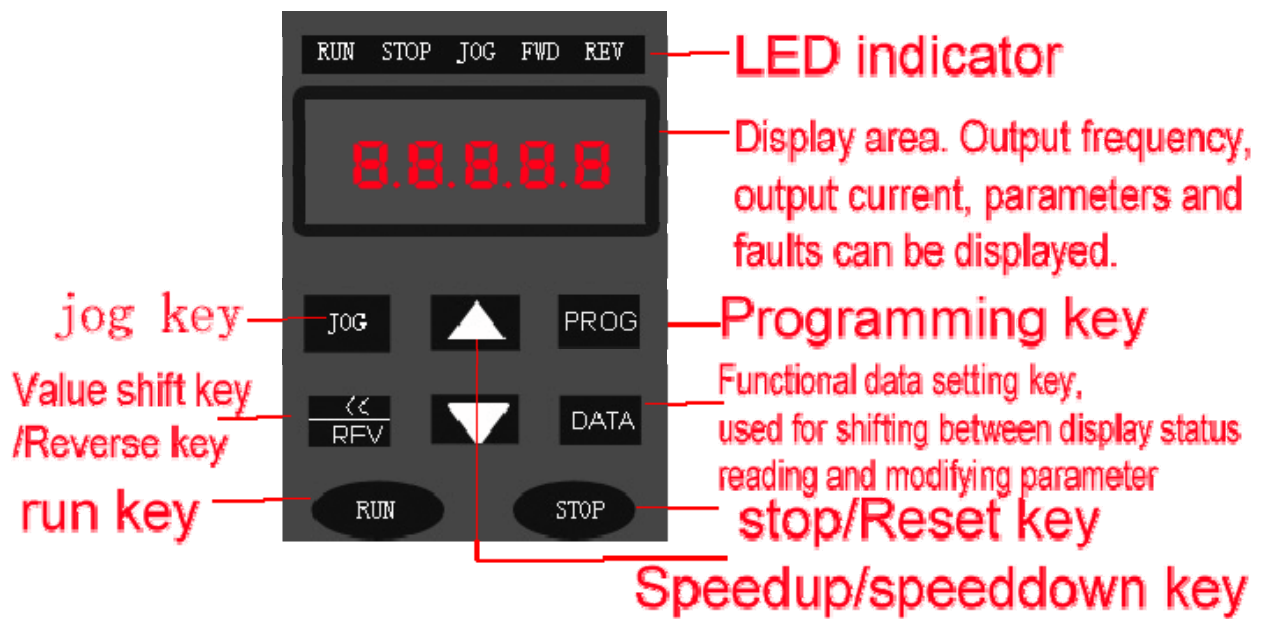 RUN STOP JOG FWD REV
LED indicator
8.8.8.8.8
Display area. Output frequency,
output current, parameters and
faults can be displayed.
jog key
JOG
PROG
Programming key
Value shift key
/Reverse key
<<
REV
DATA
Functional data setting key,
used for shifting between display status
reading and modifying parameter
run key
RUN
STOP
stop/Reset key
Speedup/speeddown key